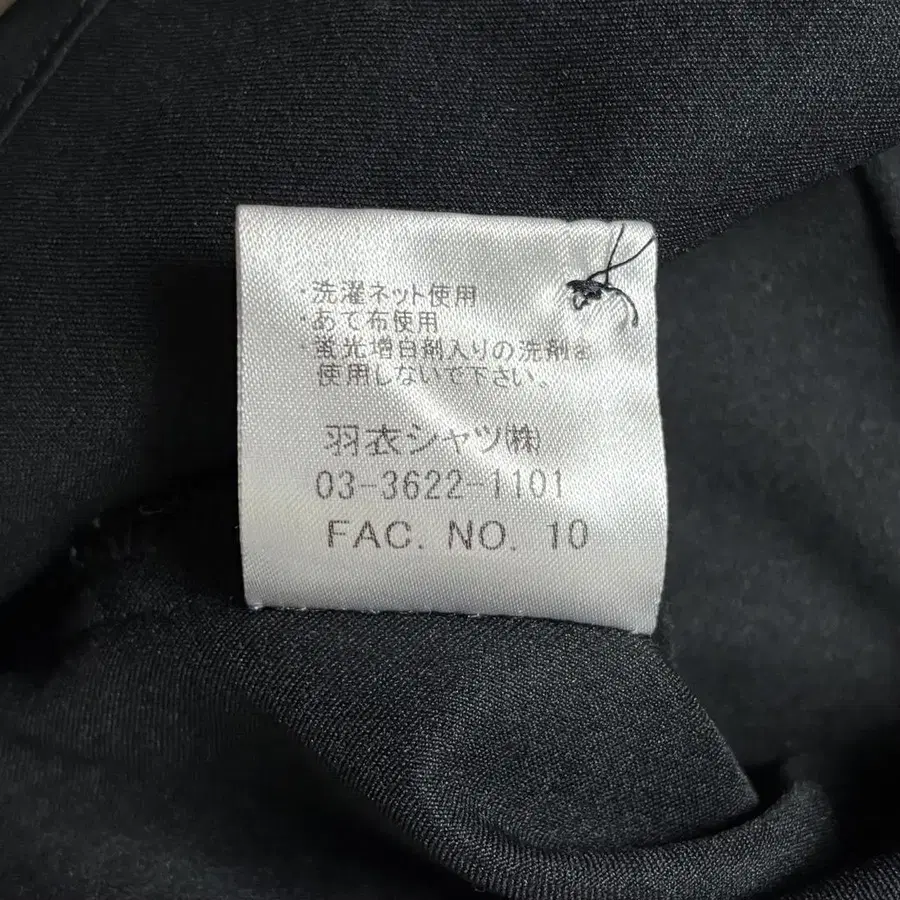 ・洗濯ネット使用
・あて布使用
・蛍光増白剤入りの洗剤は
使用しないで下さい。
羽衣シャツ㈱
03-3622-1101
FAC. NO. 10